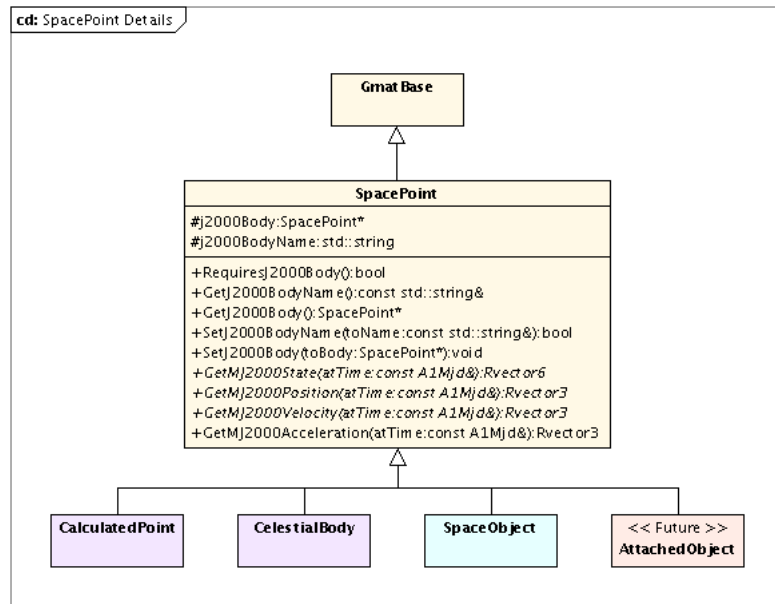 cd: SpacePoint Details
GmatBase
SpacePoint
#j2000Body:SpacePoint*
#j2000BodyName:std::string
+RequiresJ2000Body():bool
+GetJ2000BodyName():const std::string&
+GetJ2000Body():SpacePoint*
+SetJ2000BodyName(toName:const std::string&):bool
+SetJ2000Body(toBody:SpacePoint*):void
+GetMJ2000State(atTime:const A1Mjd&):Rvector6
+GetMJ2000Position(atTime:const A1Mjd&):Rvector3
+GetMJ2000Velocity(atTime:const A1Mjd&):Rvector3
+GetMJ2000Acceleration(atTime:const A1Mjd&):Rvector3
CalculatedPoint
CelestialBody
SpaceObject
<< Future >>
AttachedObject